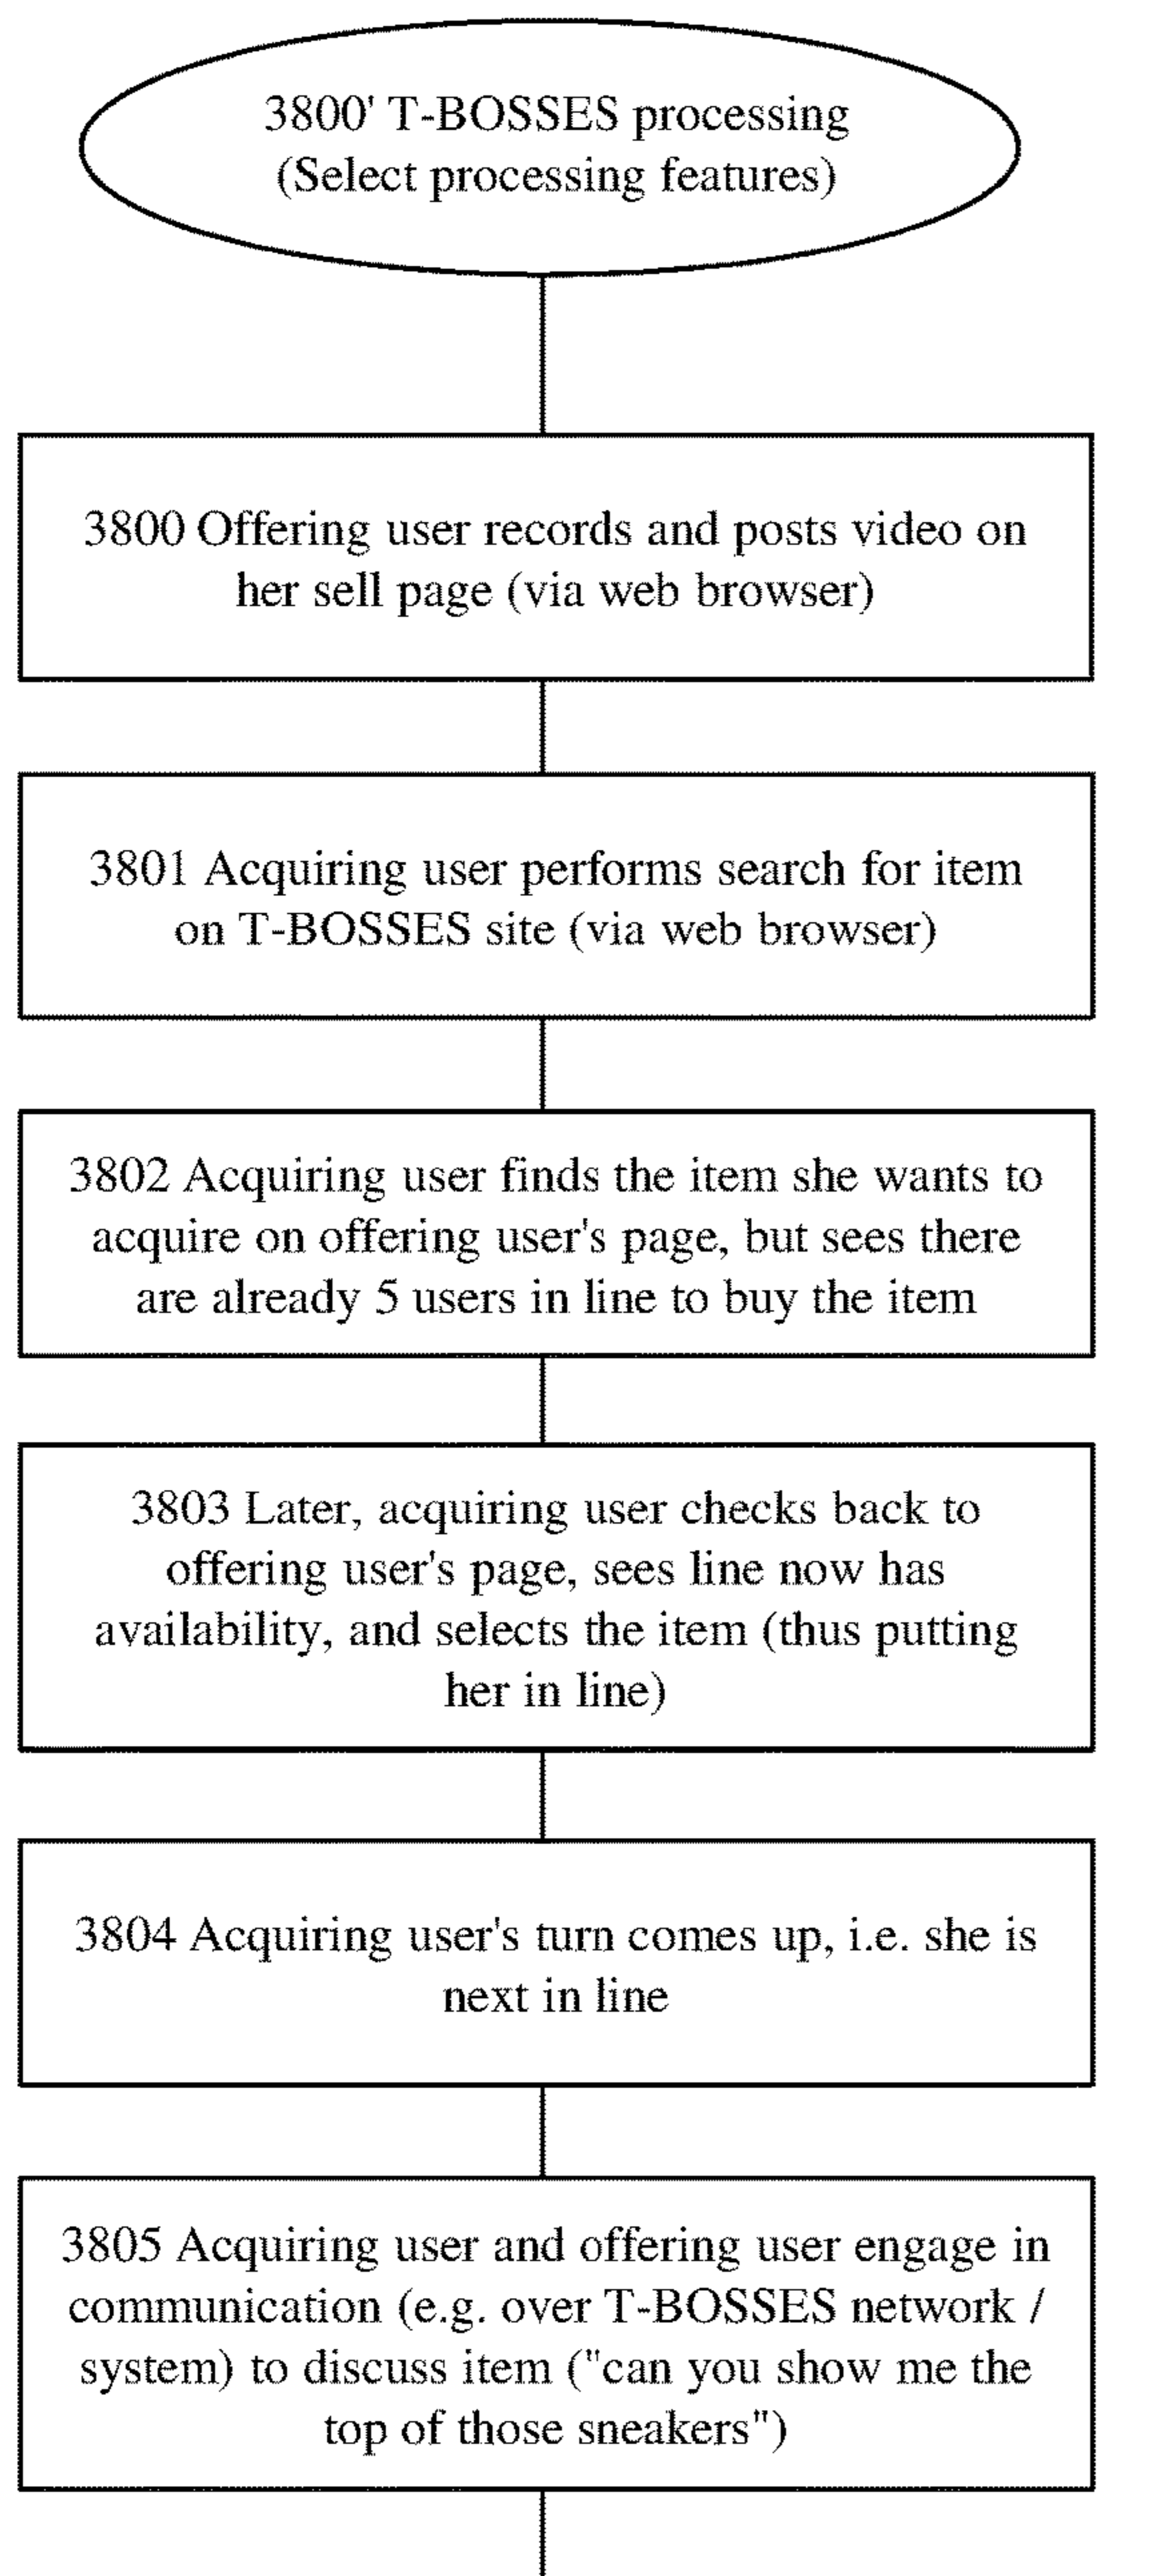 3800' T-BOSSES processing
(Select processing features)
3800 Offering user records and posts video on
her sell page (via web browser)
3801 Acquiring user performs search for item
on T-BOSSES site (via web browser)
3802 Acquiring user finds the item she wants to
acquire on offering user's page, but sees there
are already 5 users in line to buy the item
3803 Later, acquiring user checks back to
offering user's page, sees line now has
availability, and selects the item (thus putting
her in line)
3804 Acquiring user's turn comes up, i.e. she is
next in line
3805 Acquiring user and offering user engage in
communication (e.g. over T-BOSSES network /
system) to discuss item ("can you show me the
top of those sneakers")